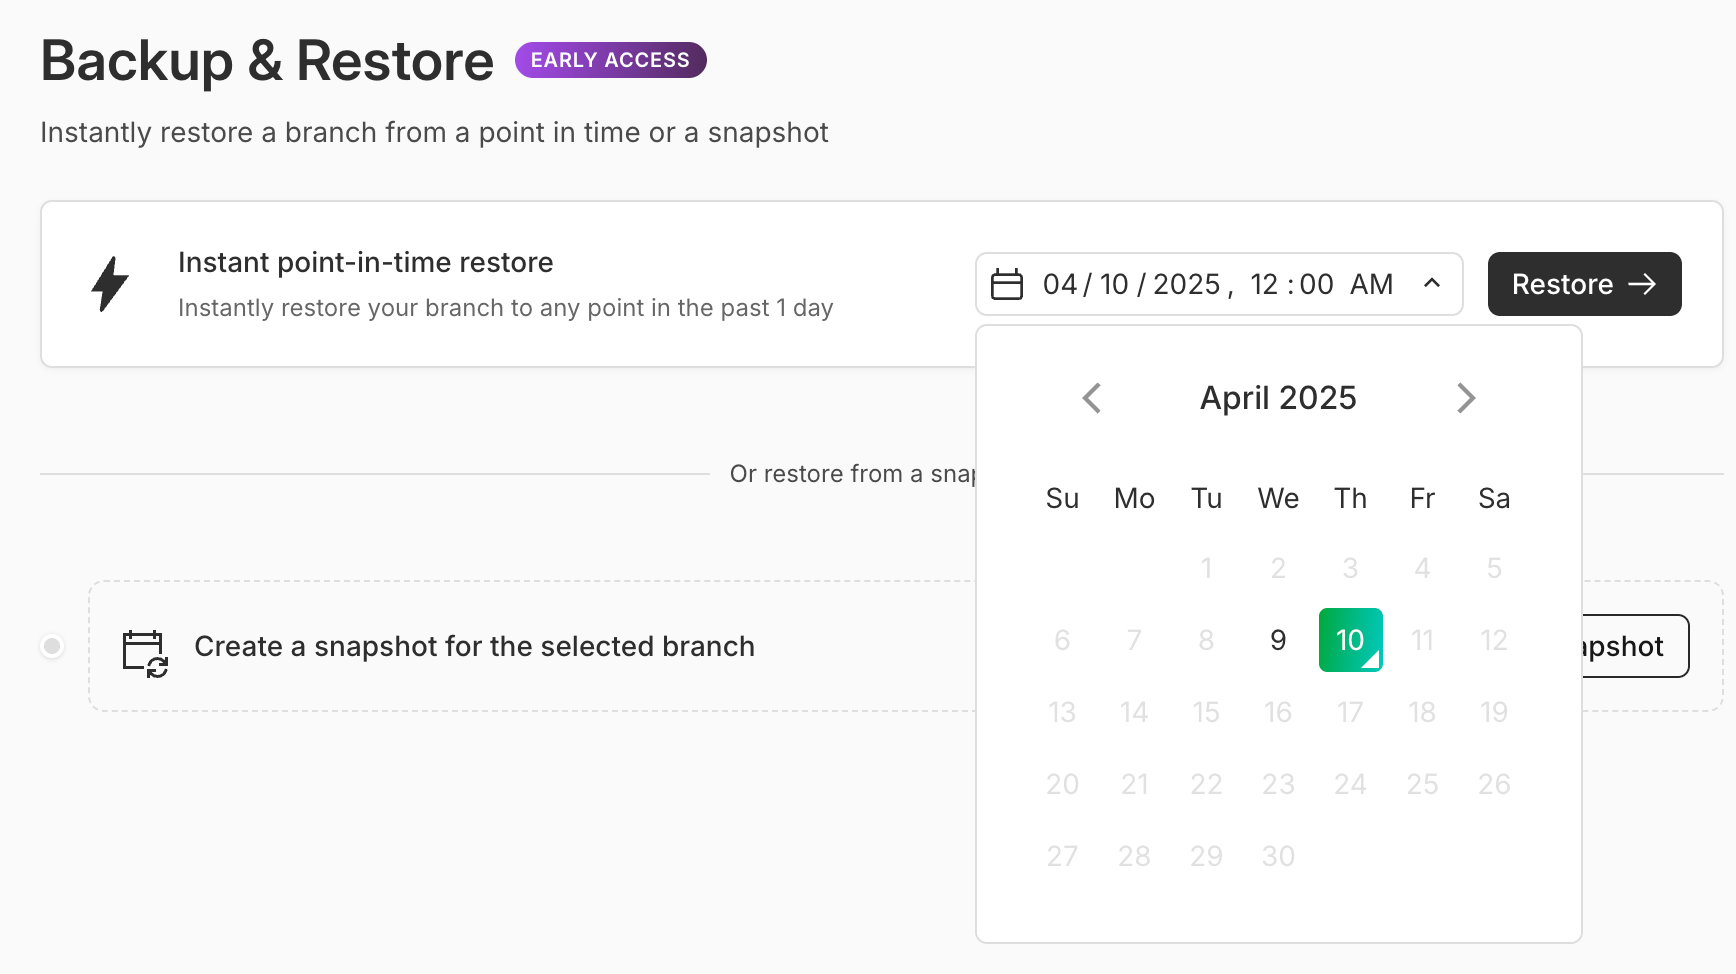 Backup & Restore EARLY ACCESS
Instantly restore a branch from a point in time or a snapshot
Instant point-in-time restore
Instantly restore your branch to any point in the past 1 day
04/10/2025, 12:00 AM
Restore →
April 2025
Su Mo Tu We Th Fr Sa
1 2 3 4 5
6 7 8 9 10 11 12
13 14 15 16 17 18 19
20 21 22 23 24 25 26
27 28 29 30
Or restore from a
Create a snapshot for the selected branch